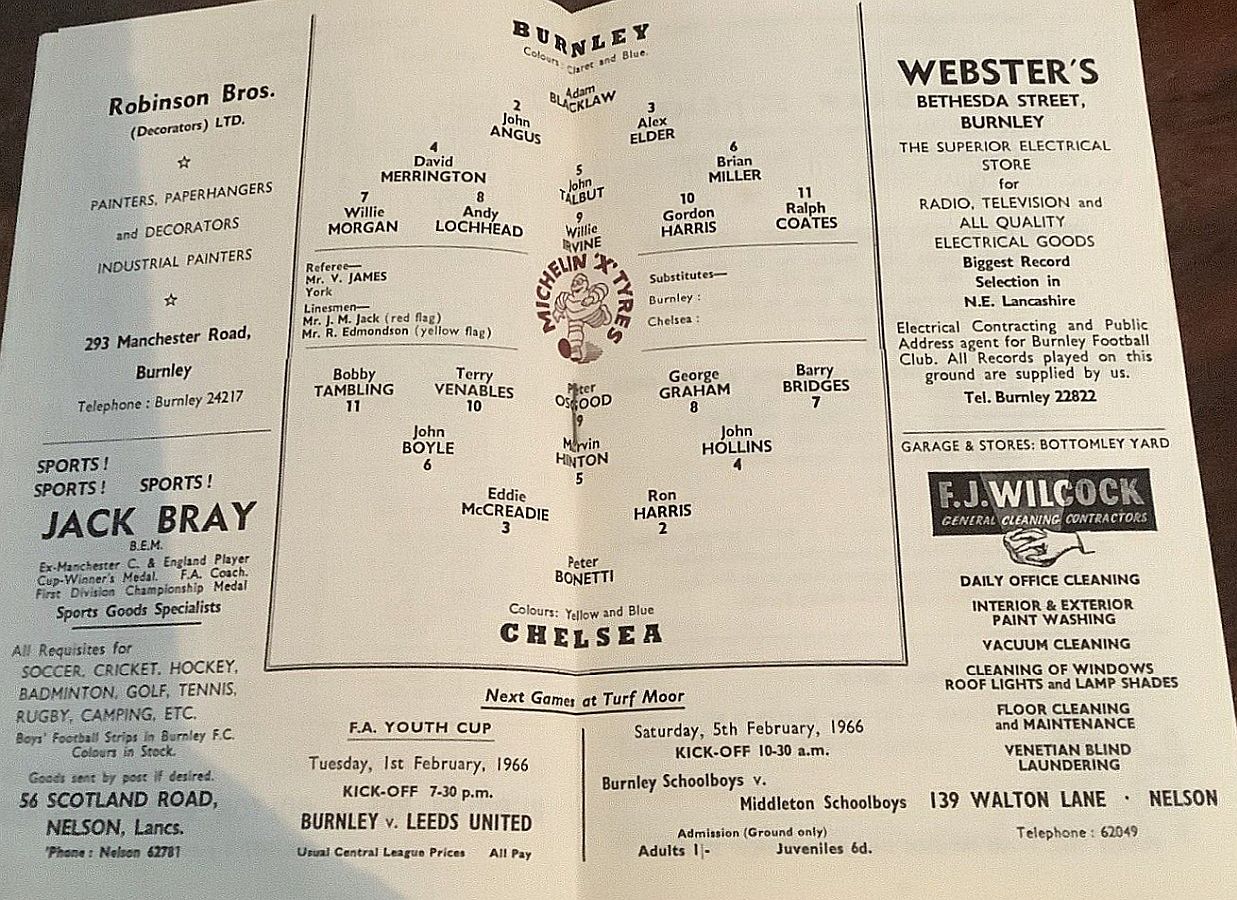 Robinson Bros.
(Decorators) LTD.
PAINTERS, PAPERHANGERS
and DECORATORS
INDUSTRIAL PAINTERS
293 Manchester Road,
Burnley
Telephone : Burnley 24217
SPORTS !
SPORTS ! SPORTS !
JACK BRAY
B.E.M.
Ex-Manchester C. & England Player
Cup-Winner's Medal. F.A. Coach.
First Division Championship Medal
Sports Goods Specialists
All Requisites for
SOCCER, CRICKET, HOCKEY,
BADMINTON, GOLF, TENNIS,
RUGBY, CAMPING, ETC.
Boys' Football Strips in Burnley F.C.
Colours in Stock.
Goods sent by post if desired.
56 SCOTLAND ROAD,
NELSON, Lancs.
'Phone : Nelson 62781
BURNLEY
Colours: Claret and Blue.
Adam
BLACKLAW
2
John
ANGUS
3
Alex
ELDER
4
David
MERRINGTON
5
John
TALBUT
6
Brian
MILLER
7
Willie
MORGAN
8
Andy
LOCHHEAD
9
Willie
IRVINE
10
Gordon
HARRIS
11
Ralph
COATES
Referee—
Mr. V. JAMES
York
Linesmen—
Mr. J. M. Jack (red flag)
Mr. R. Edmondson (yellow flag)
MICHELIN 'X' TYRES
Substitutes—
Burnley :
Chelsea :
Bobby
TAMBLING
11
Terry
VENABLES
10
Peter
OSGOOD
9
George
GRAHAM
8
Barry
BRIDGES
7
John
BOYLE
6
Marvin
HINTON
5
John
HOLLINS
4
Eddie
McCREADIE
3
Ron
HARRIS
2
Peter
BONETTI
Colours: Yellow and Blue
CHELSEA
Next Games at Turf Moor
F.A. YOUTH CUP
Tuesday, 1st February, 1966
KICK-OFF 7-30 p.m.
BURNLEY v. LEEDS UNITED
Usual Central League Prices All Pay
Saturday, 5th February, 1966
KICK-OFF 10-30 a.m.
Burnley Schoolboys v.
Middleton Schoolboys
Admission (Ground only)
Adults 1/- Juveniles 6d.
WEBSTER'S
BETHESDA STREET,
BURNLEY
THE SUPERIOR ELECTRICAL
STORE
for
RADIO, TELEVISION and
ALL QUALITY
ELECTRICAL GOODS
Biggest Record
Selection in
N.E. Lancashire
Electrical Contracting and Public
Address agent for Burnley Football
Club. All Records played on this
ground are supplied by us.
Tel. Burnley 22822
GARAGE & STORES: BOTTOMLEY YARD
F.J. WILCOCK
GENERAL CLEANING CONTRACTORS
DAILY OFFICE CLEANING
INTERIOR & EXTERIOR
PAINT WASHING
VACUUM CLEANING
CLEANING OF WINDOWS
ROOF LIGHTS and LAMP SHADES
FLOOR CLEANING
and MAINTENANCE
VENETIAN BLIND
LAUNDERING
139 WALTON LANE · NELSON
Telephone : 62049